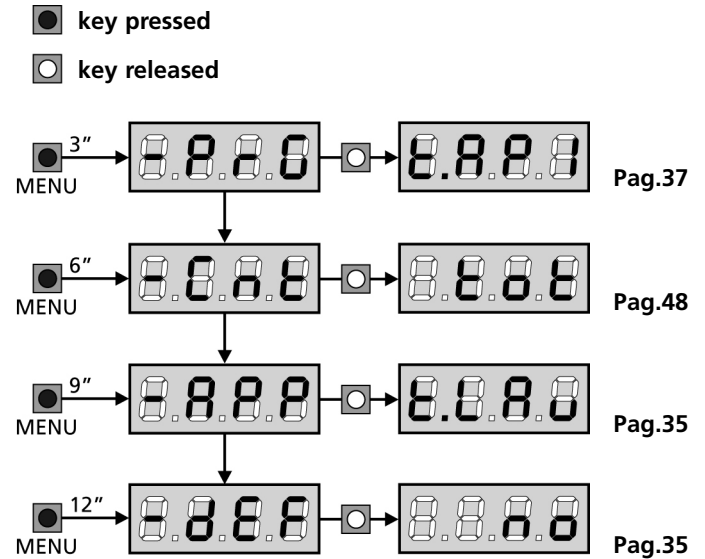 key pressed
key released
3” -PrG t.AP1 Pag.37
MENU
6” -Cnt tot Pag.48
MENU
9” -APP t.LAu Pag.35
MENU
12” -dEF no Pag.35
MENU